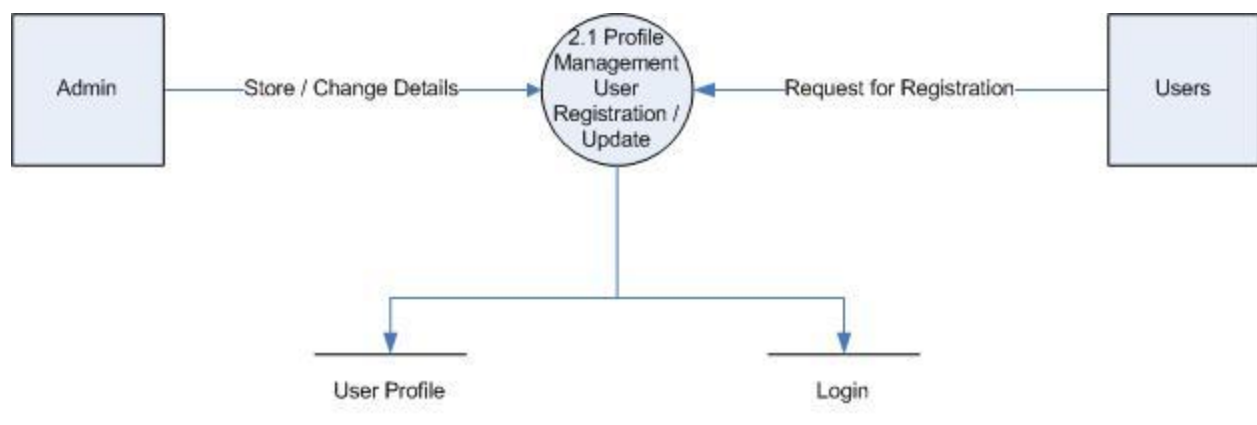 Admin
Store / Change Details
2.1 Profile
Management
User
Registration /
Update
Request for Registration
Users
User Profile
Login